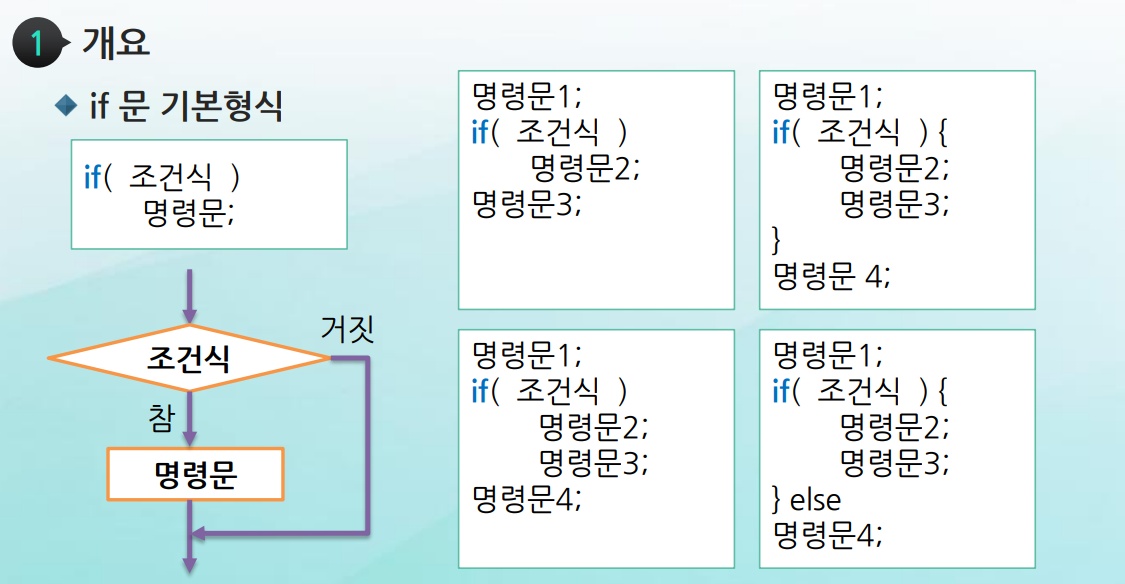 1 개요
if 문 기본형식
if( 조건식 )
명령문;
조건식
거짓
참
명령문
명령문1;
if( 조건식 )
명령문2;
명령문3;
명령문1;
if( 조건식 ) {
명령문2;
명령문3;
}
명령문 4;
명령문1;
if( 조건식 )
명령문2;
명령문3;
명령문4;
명령문1;
if( 조건식 ) {
명령문2;
명령문3;
} else
명령문4;